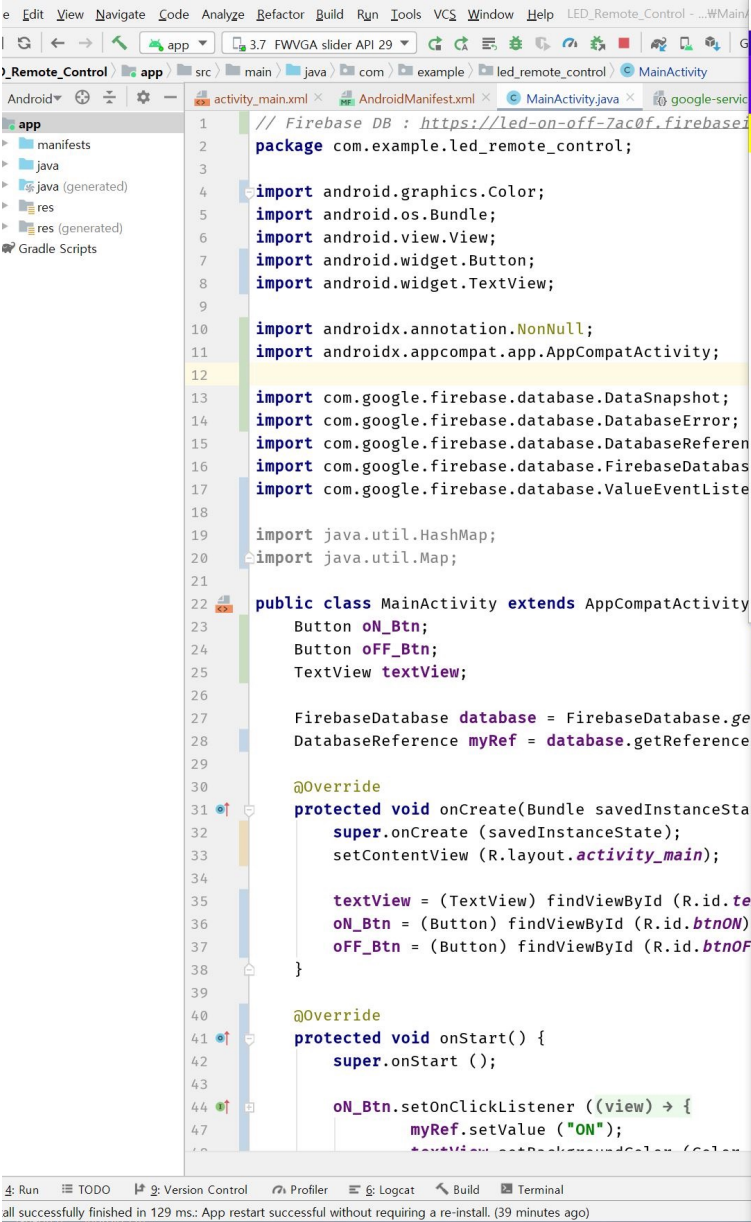 Edit View Navigate Code Analyze Refactor Build Run Tools VCS Window Help LED_Remote_Control - ...₩Main
app 3.7 FWVGA slider API 29
_Remote_Control app src main java com example led_remote_control MainActivity
Android activity_main.xml AndroidManifest.xml MainActivity.java google-servic
app
manifests
java
java (generated)
res
res (generated)
Gradle Scripts
1 // Firebase DB : https://led-on-off-7ac0f.firebasei
2 package com.example.led_remote_control;
3
4 import android.graphics.Color;
5 import android.os.Bundle;
6 import android.view.View;
7 import android.widget.Button;
8 import android.widget.TextView;
9
10 import androidx.annotation.NonNull;
11 import androidx.appcompat.app.AppCompatActivity;
12
13 import com.google.firebase.database.DataSnapshot;
14 import com.google.firebase.database.DatabaseError;
15 import com.google.firebase.database.DatabaseReferen
16 import com.google.firebase.database.FirebaseDatabas
17 import com.google.firebase.database.ValueEventListe
18
19 import java.util.HashMap;
20 import java.util.Map;
21
22 public class MainActivity extends AppCompatActivity
23 Button oN_Btn;
24 Button oFF_Btn;
25 TextView textView;
26
27 FirebaseDatabase database = FirebaseDatabase.ge
28 DatabaseReference myRef = database.getReference
29
30 @Override
31 protected void onCreate(Bundle savedInstanceSta
32 super.onCreate (savedInstanceState);
33 setContentView (R.layout.activity_main);
34
35 textView = (TextView) findViewById (R.id.te
36 oN_Btn = (Button) findViewById (R.id.btnON)
37 oFF_Btn = (Button) findViewById (R.id.btnOF
38 }
39
40 @Override
41 protected void onStart() {
42 super.onStart ();
43
44 oN_Btn.setOnClickListener ((view) → {
47 myRef.setValue ("ON");
textView.setBackgroundColor (Color
4: Run TODO 9: Version Control Profiler 6: Logcat Build Terminal
all successfully finished in 129 ms.: App restart successful without requiring a re-install. (39 minutes ago)